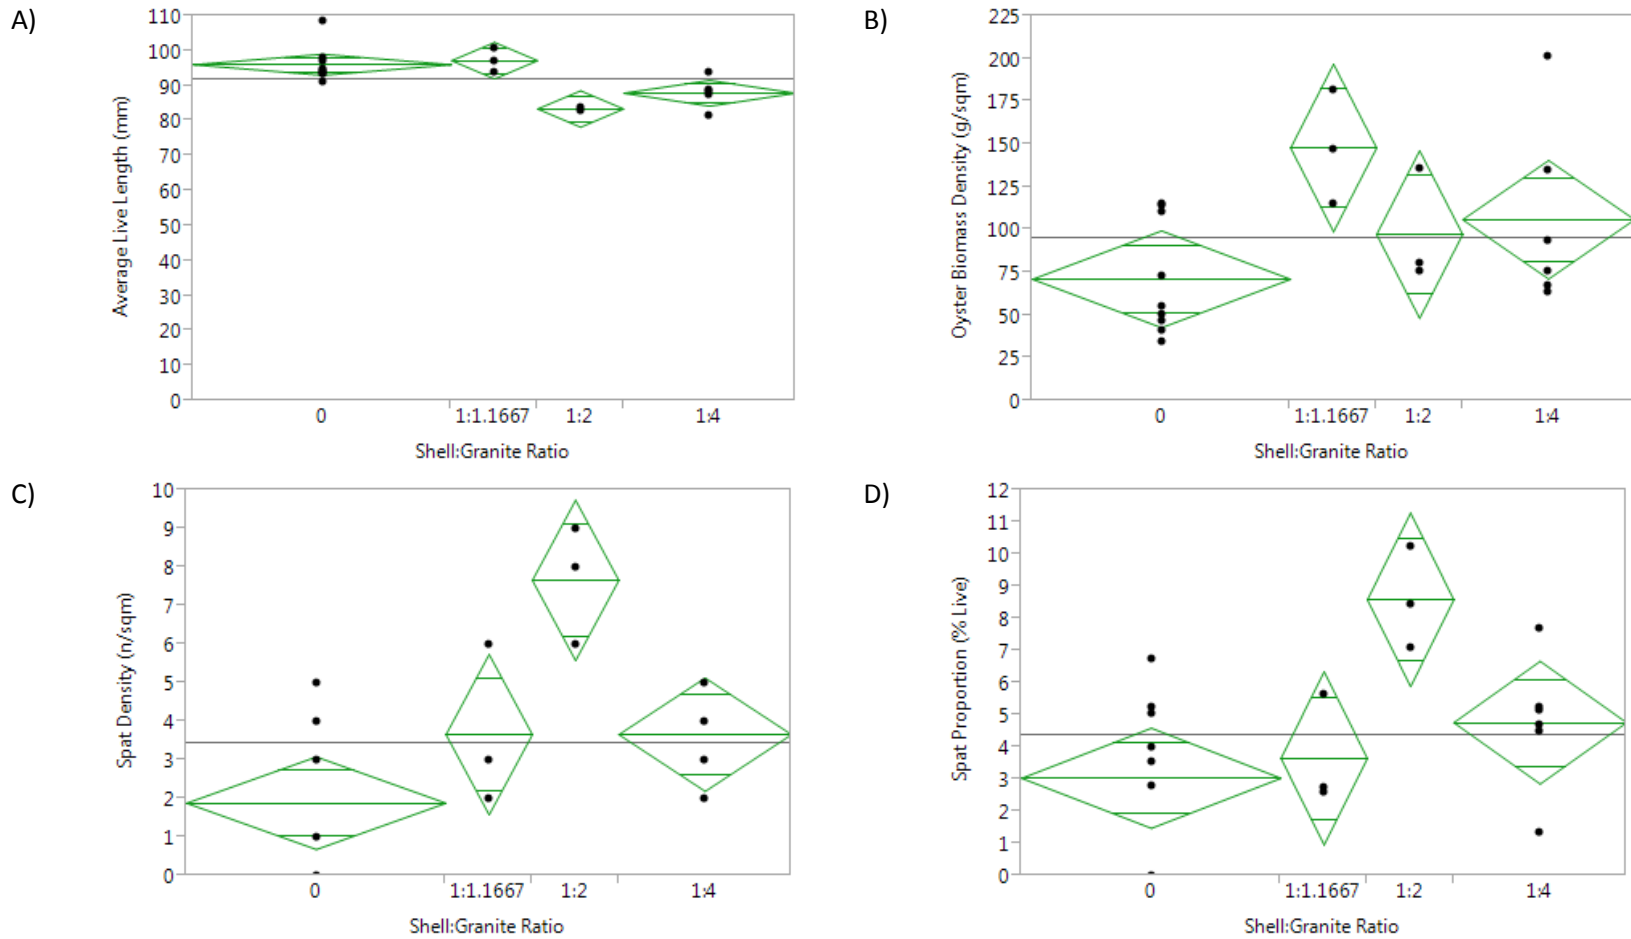 A)
Average Live Length (mm)
110
100
90
80
70
60
50
40
30
20
10
0
0 1:1.1667 1:2 1:4
Shell:Granite Ratio
B)
Oyster Biomass Density (g/sqm)
225
200
175
150
125
100
75
50
25
0
0 1:1.1667 1:2 1:4
Shell:Granite Ratio
C)
Spat Density (n/sqm)
10
9
8
7
6
5
4
3
2
1
0
0 1:1.1667 1:2 1:4
Shell:Granite Ratio
D)
Spat Proportion (% Live)
12
11
10
9
8
7
6
5
4
3
2
1
0
0 1:1.1667 1:2 1:4
Shell:Granite Ratio